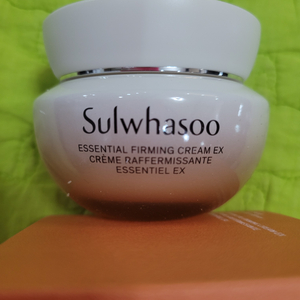 Sulwhasoo
ESSENTIAL FIRMING CREAM EX
CRÈME RAFFERMISSANTE
ESSENTIEL EX